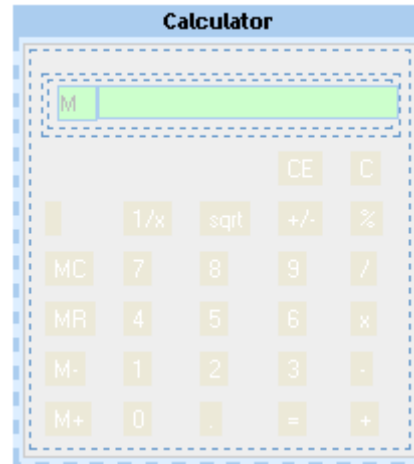 Calculator
M
CE C
1/x sqrt +/- %
MC 7 8 9 /
MR 4 5 6 x
M- 1 2 3 -
M+ 0 . = +